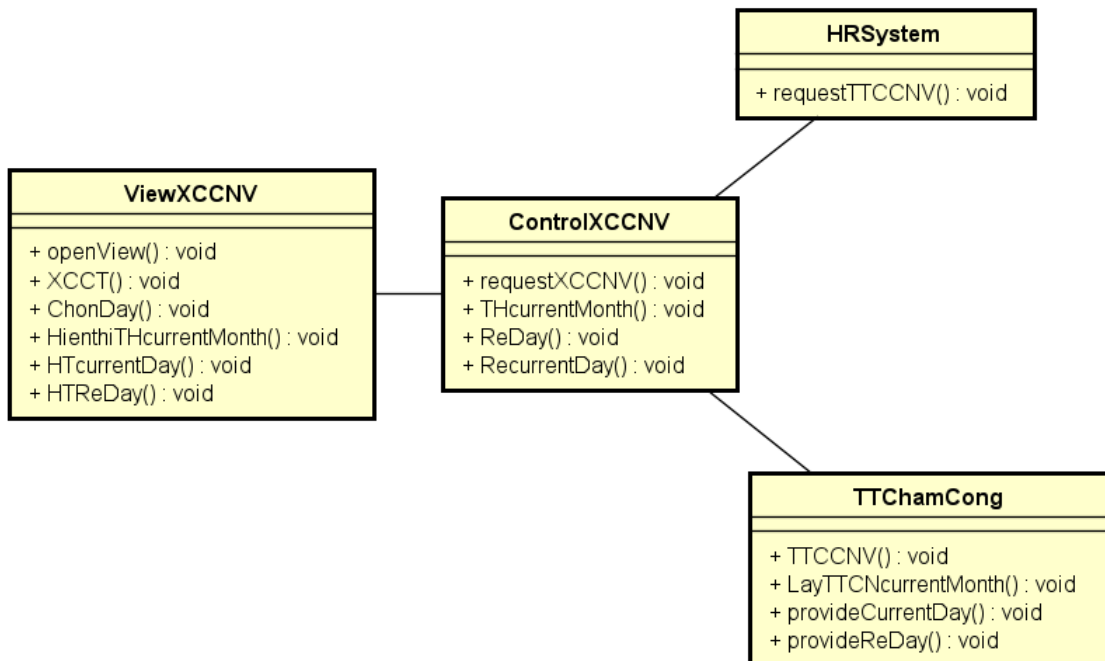 HRSystem
+ requestTTCCNV() : void
ViewXCCNV
+ openView() : void
+ XCCT() : void
+ ChonDay() : void
+ HienthiTHcurrentMonth() : void
+ HTcurrentDay() : void
+ HTReDay() : void
ControlXCCNV
+ requestXCCNV() : void
+ THcurrentMonth() : void
+ ReDay() : void
+ RecurrentDay() : void
TTChamCong
+ TTCCNV() : void
+ LayTTCNcurrentMonth() : void
+ provideCurrentDay() : void
+ provideReDay() : void